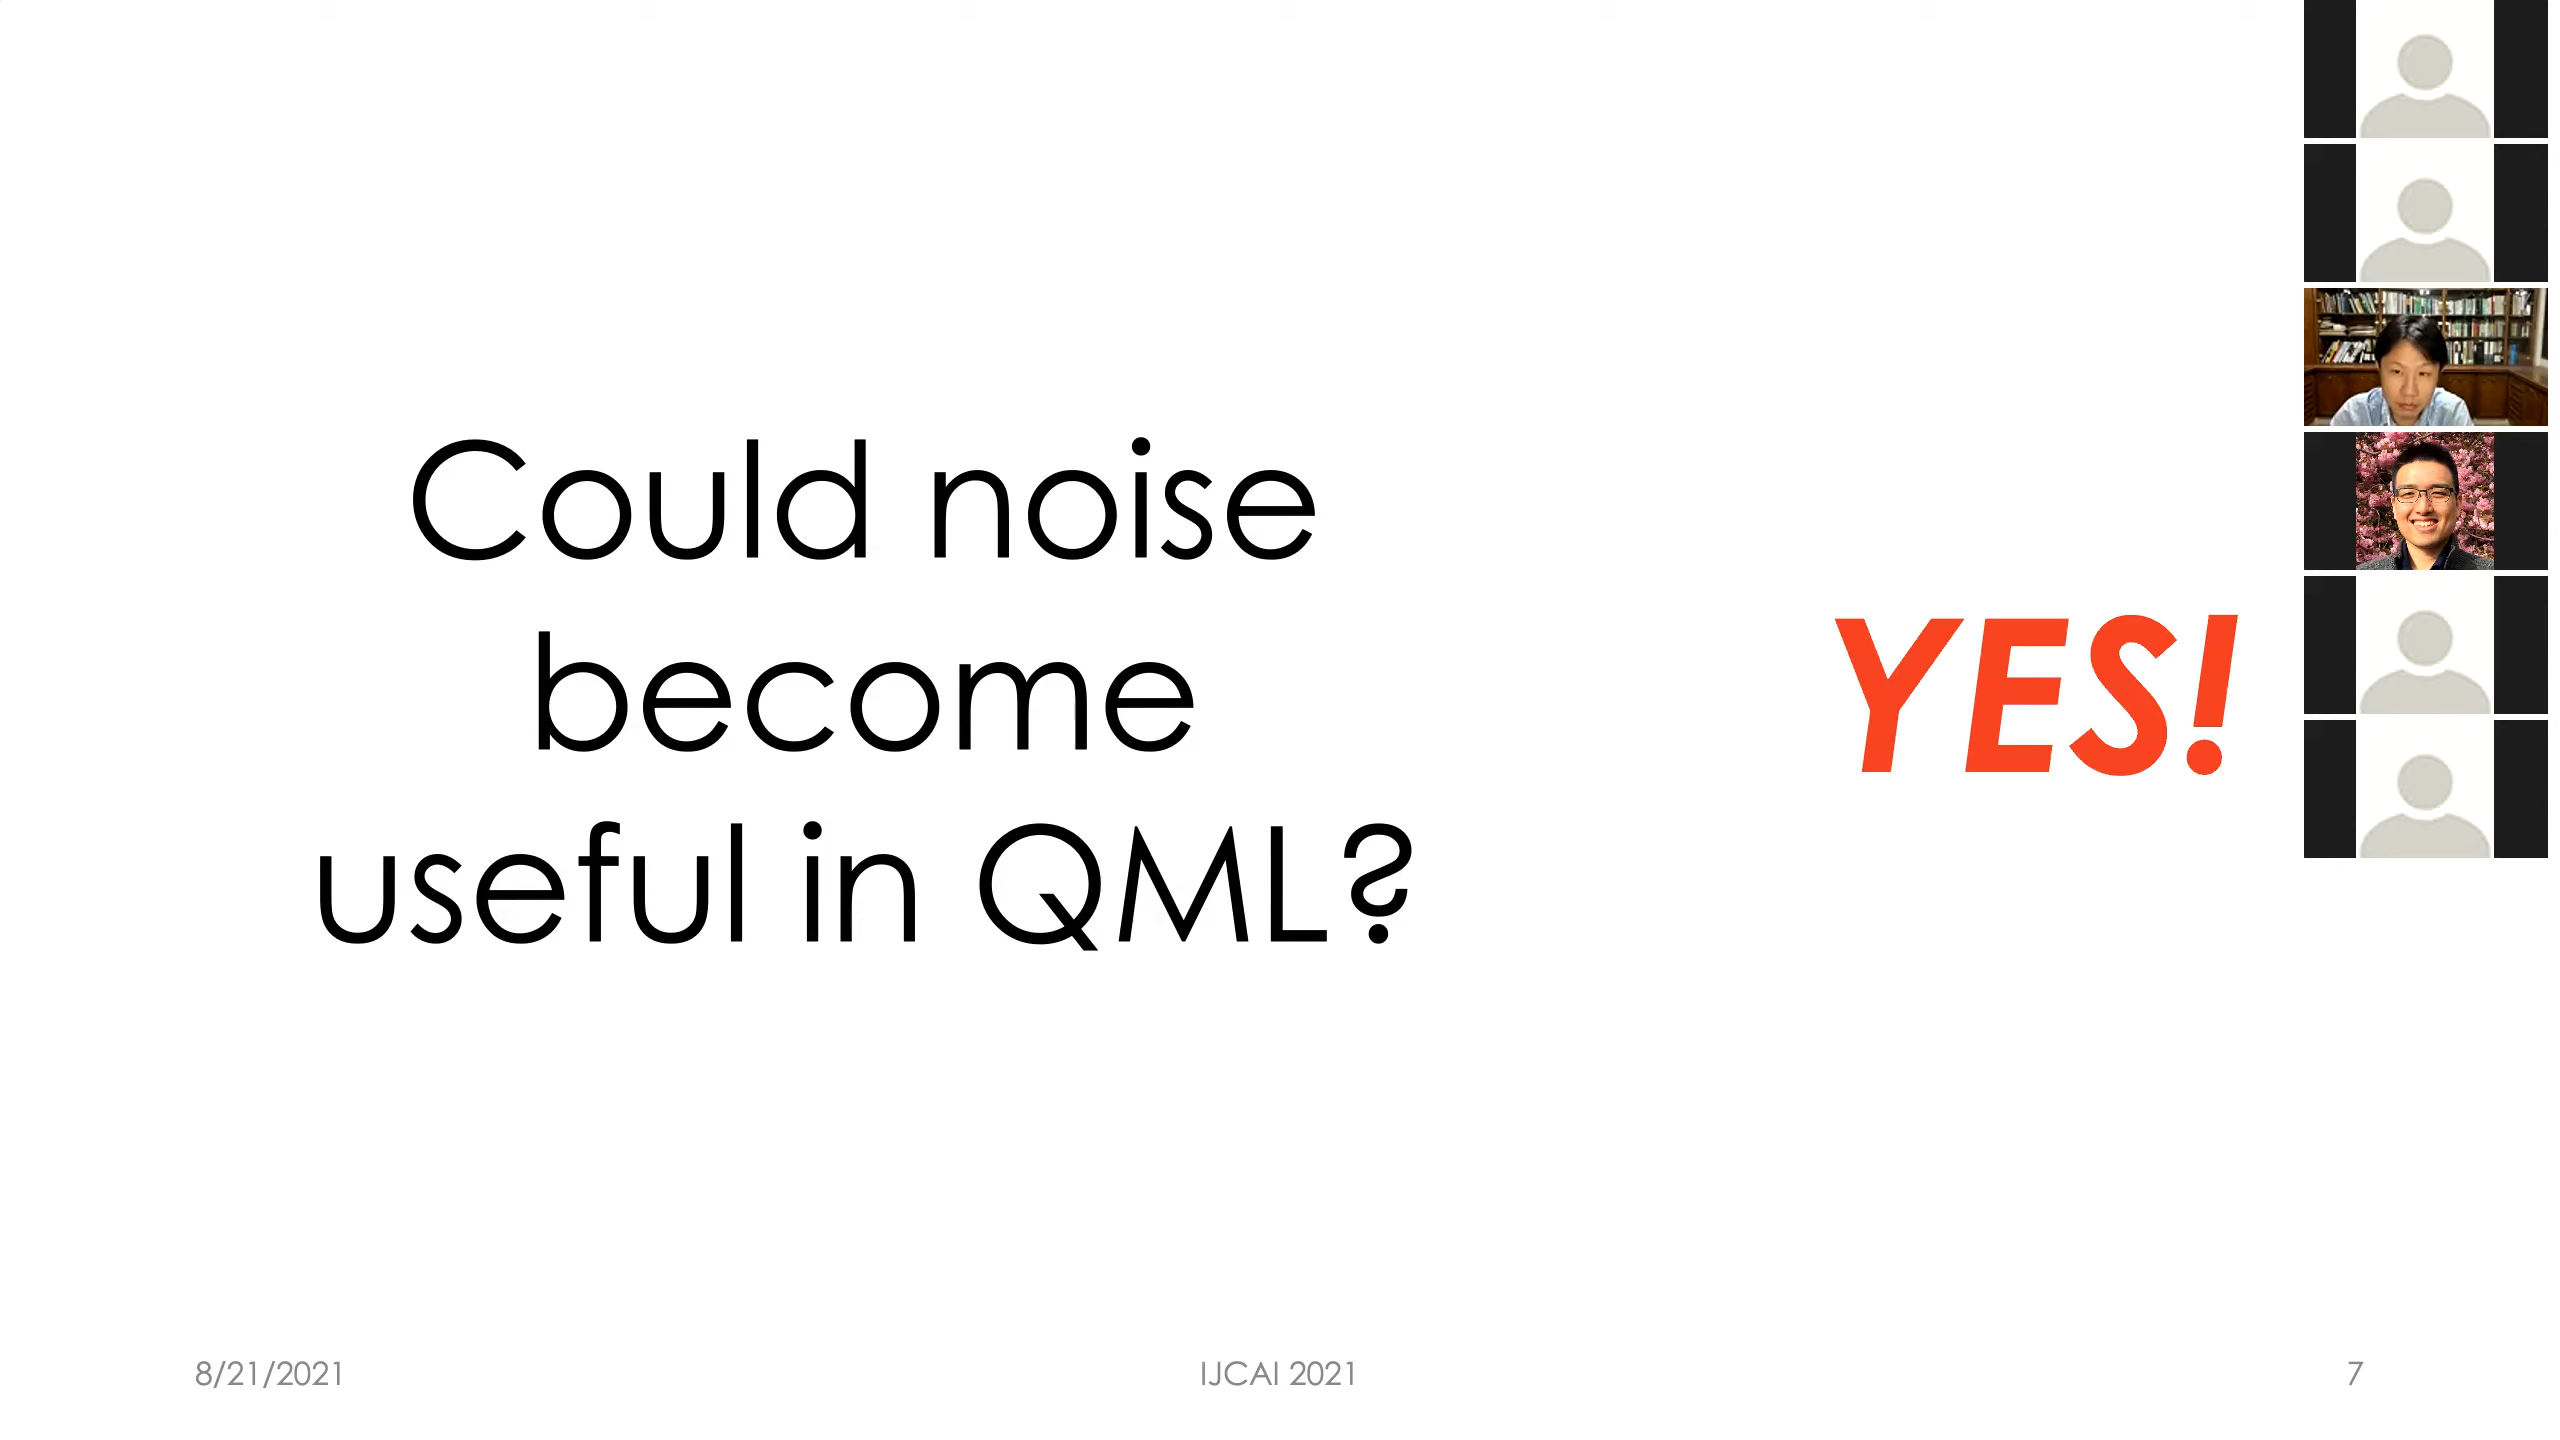 Could noise
become
useful in QML?
YES!
8/21/2021
IJCAI 2021
7